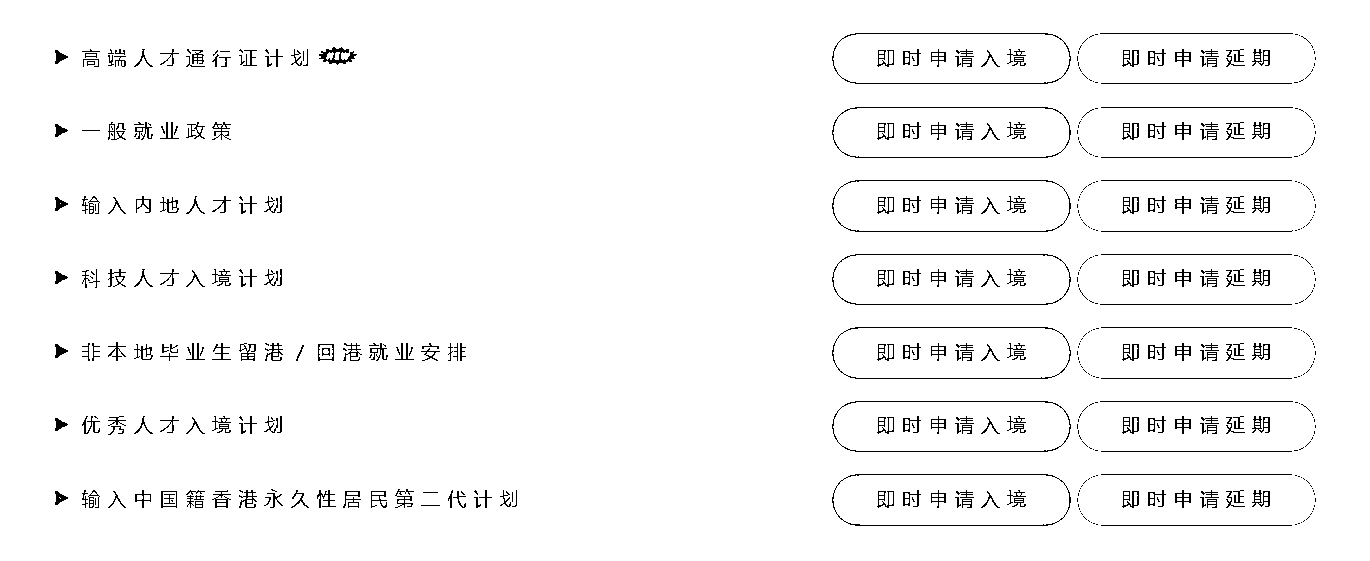 高端人才通行证计划 即时申请入境 即时申请延期
一般就业政策 即时申请入境 即时申请延期
输入内地人才计划 即时申请入境 即时申请延期
科技人才入境计划 即时申请入境 即时申请延期
非本地毕业生留港 / 回港就业安排 即时申请入境 即时申请延期
优秀人才入境计划 即时申请入境 即时申请延期
输入中国籍香港永久性居民第二代计划 即时申请入境 即时申请延期